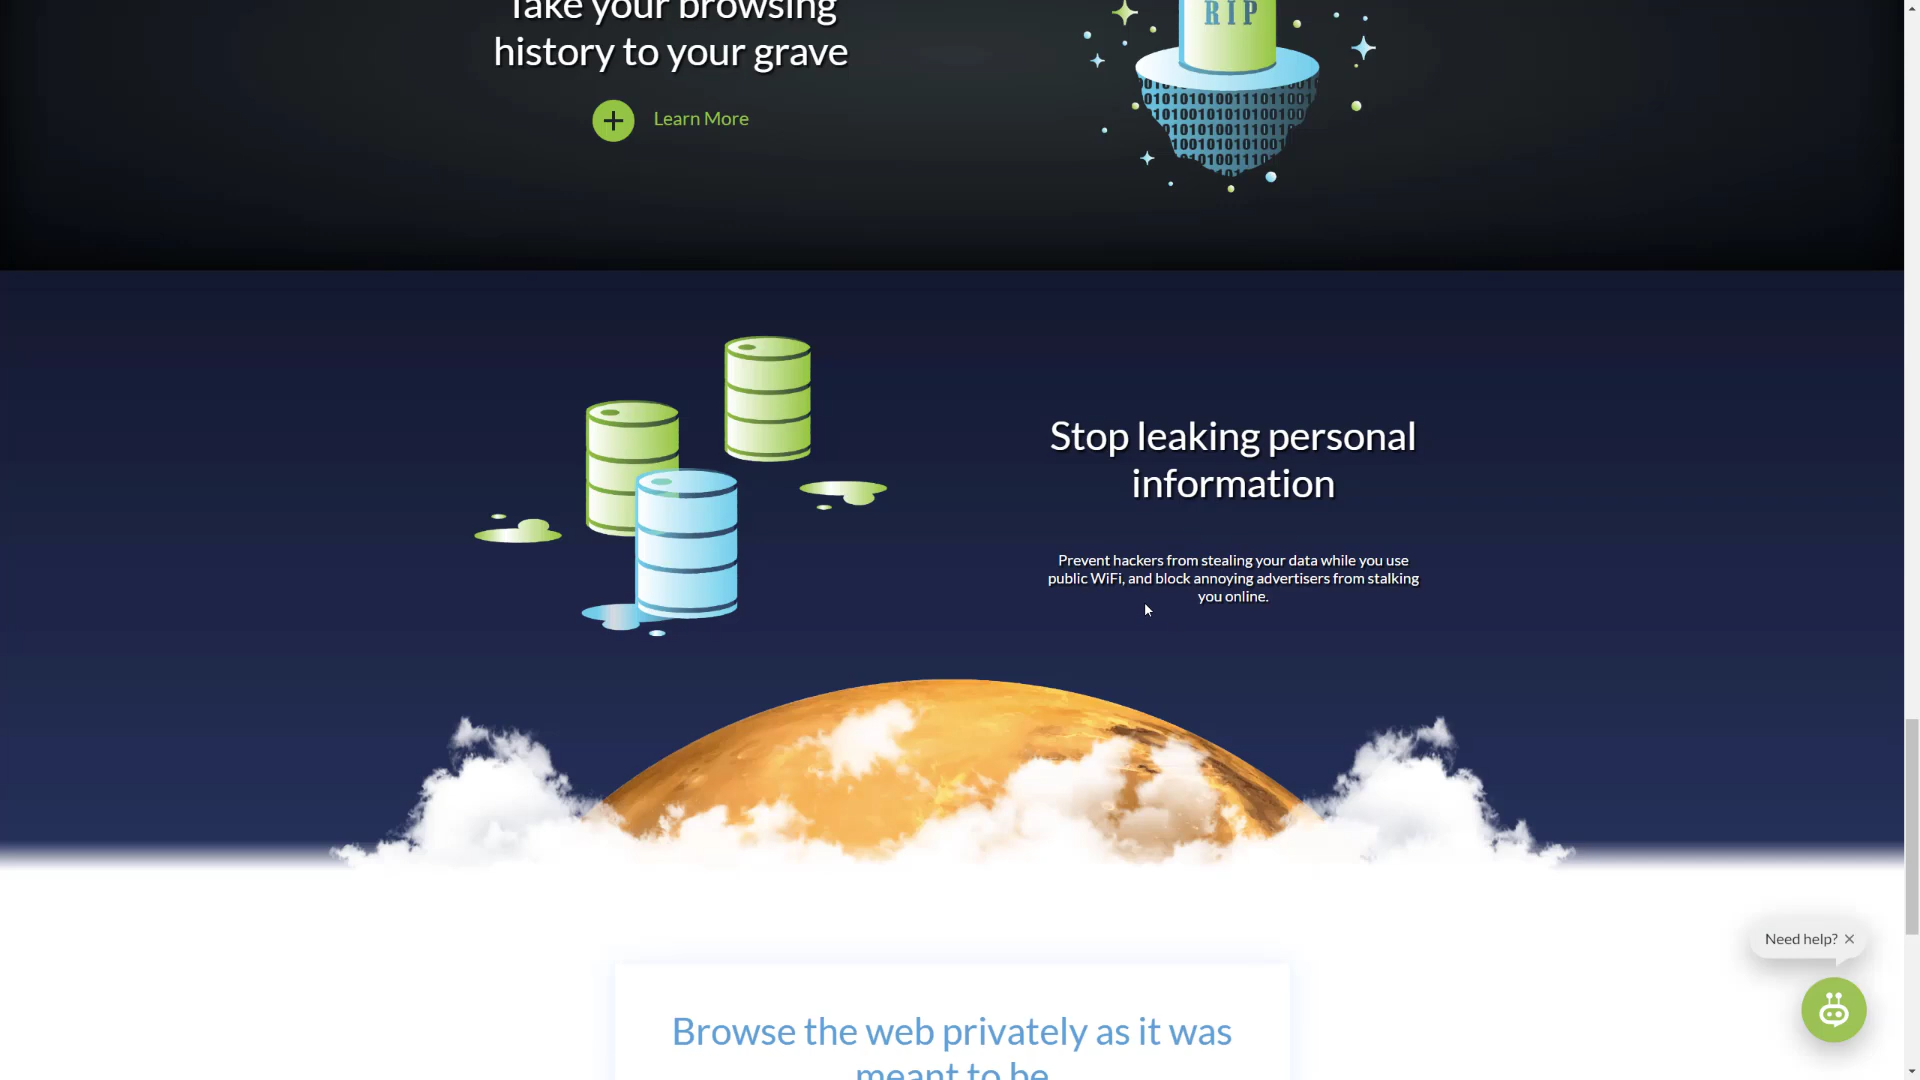 Take your browsing
history to your grave
Learn More
RIP
Stop leaking personal
information
Prevent hackers from stealing your data while you use
public WiFi, and block annoying advertisers from stalking
you online.
Need help?
Browse the web privately as it was
meant to be